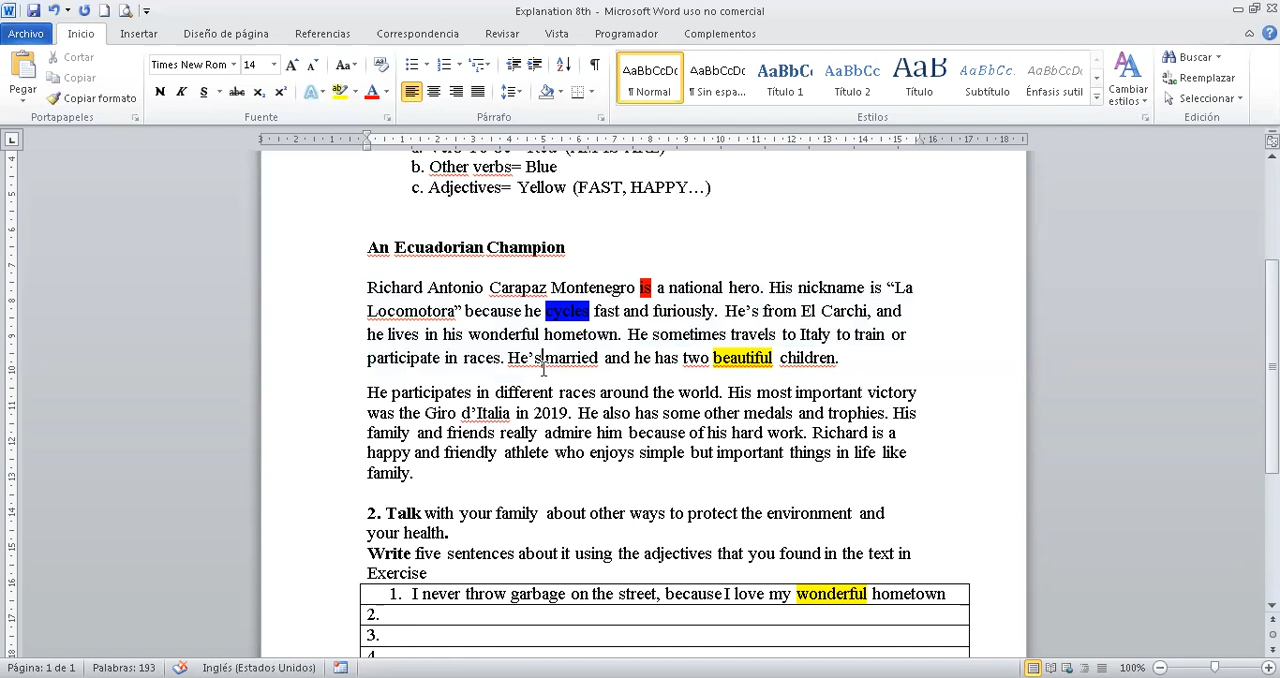 Explanation 8th - Microsoft Word uso no comercial
Archivo Inicio Insertar Diseño de página Referencias Correspondencia Revisar Vista Programador Complementos
Pegar
Cortar
Copiar
Copiar formato
Portapapeles
Times New Rom 14
N K S abc x₂ x²
Fuente
Párrafo
AaBbCcDc AaBbCcDc AaBbC AaBbCc AaB AaBbCc. AaBbCcDc
¶ Normal ¶ Sin espa... Título 1 Título 2 Título Subtítulo Énfasis sutil
Cambiar estilos
Estilos
Buscar
Reemplazar
Seleccionar
Edición
b. Other verbs= Blue
c. Adjectives= Yellow (FAST, HAPPY…)
An Ecuadorian Champion
Richard Antonio Carapaz Montenegro is a national hero. His nickname is “La
Locomotora” because he cycles fast and furiously. He’s from El Carchi, and
he lives in his wonderful hometown. He sometimes travels to Italy to train or
participate in races. He’s married and he has two beautiful children.
He participates in different races around the world. His most important victory
was the Giro d’Italia in 2019. He also has some other medals and trophies. His
family and friends really admire him because of his hard work. Richard is a
happy and friendly athlete who enjoys simple but important things in life like
family.
2. Talk with your family about other ways to protect the environment and
your health.
Write five sentences about it using the adjectives that you found in the text in
Exercise
1. I never throw garbage on the street, because I love my wonderful hometown
2.
3.
Página: 1 de 1 Palabras: 193 Inglés (Estados Unidos) 100%